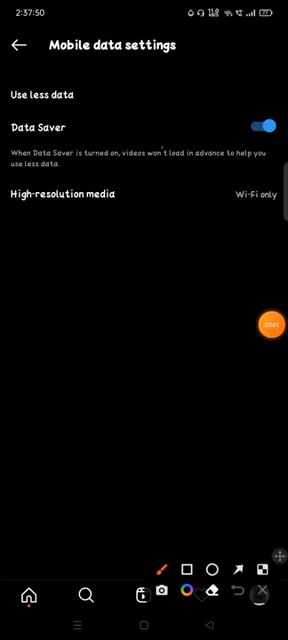 2:37:50
Mobile data settings
Use less data
Data Saver
When Data Saver is turned on, videos won't load in advance to help you
use less data.
High-resolution media
Wi-Fi only
03:01